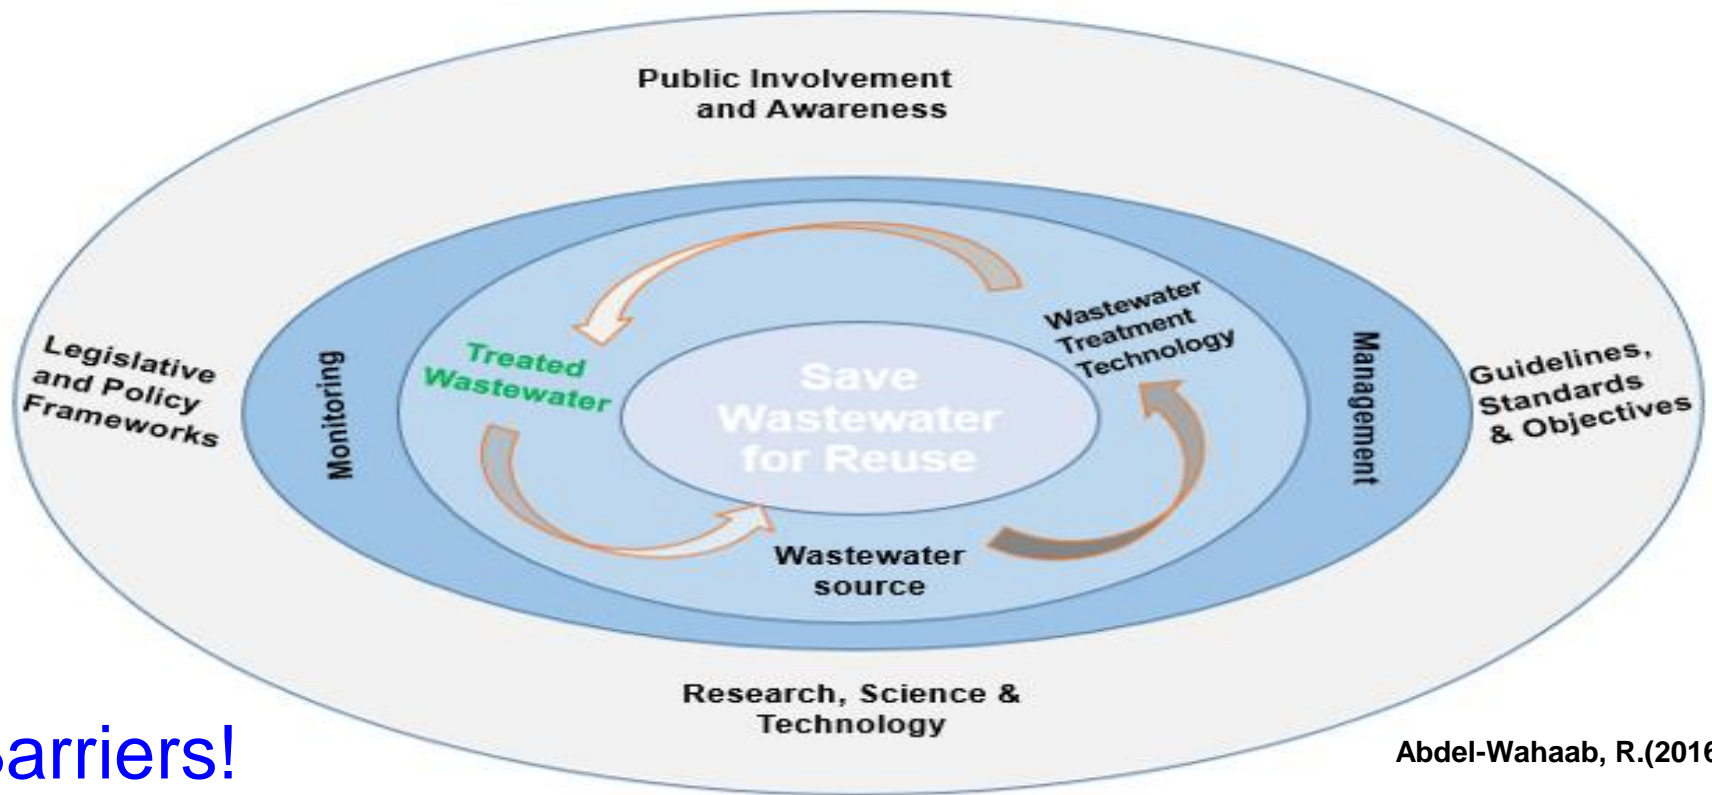 Public Involvement
and Awareness
Legislative
and Policy
Frameworks
Monitoring
Treated
Wastewater
Save
Wastewater
for Reuse
Wastewater
Treatment
Technology
Management
Guidelines,
Standards
& Objectives
Wastewater
source
Research, Science &
Technology
arriers!
Abdel-Wahaab, R.(2016